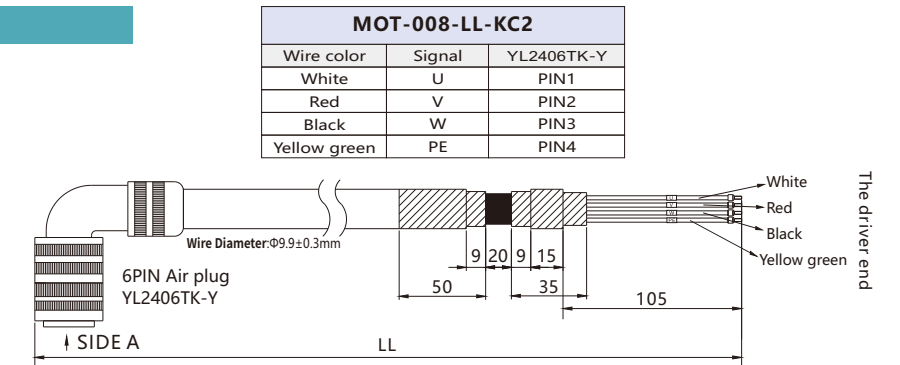 MOT-008-LL-KC2
Wire color Signal YL2406TK-Y
White U PIN1
Red V PIN2
Black W PIN3
Yellow green PE PIN4
White
Red
Black
Yellow green
The driver end
Wire Diameter:Φ9.9±0.3mm
6PIN Air plug
YL2406TK-Y
9 20 9 15
50 35
105
SIDE A
LL